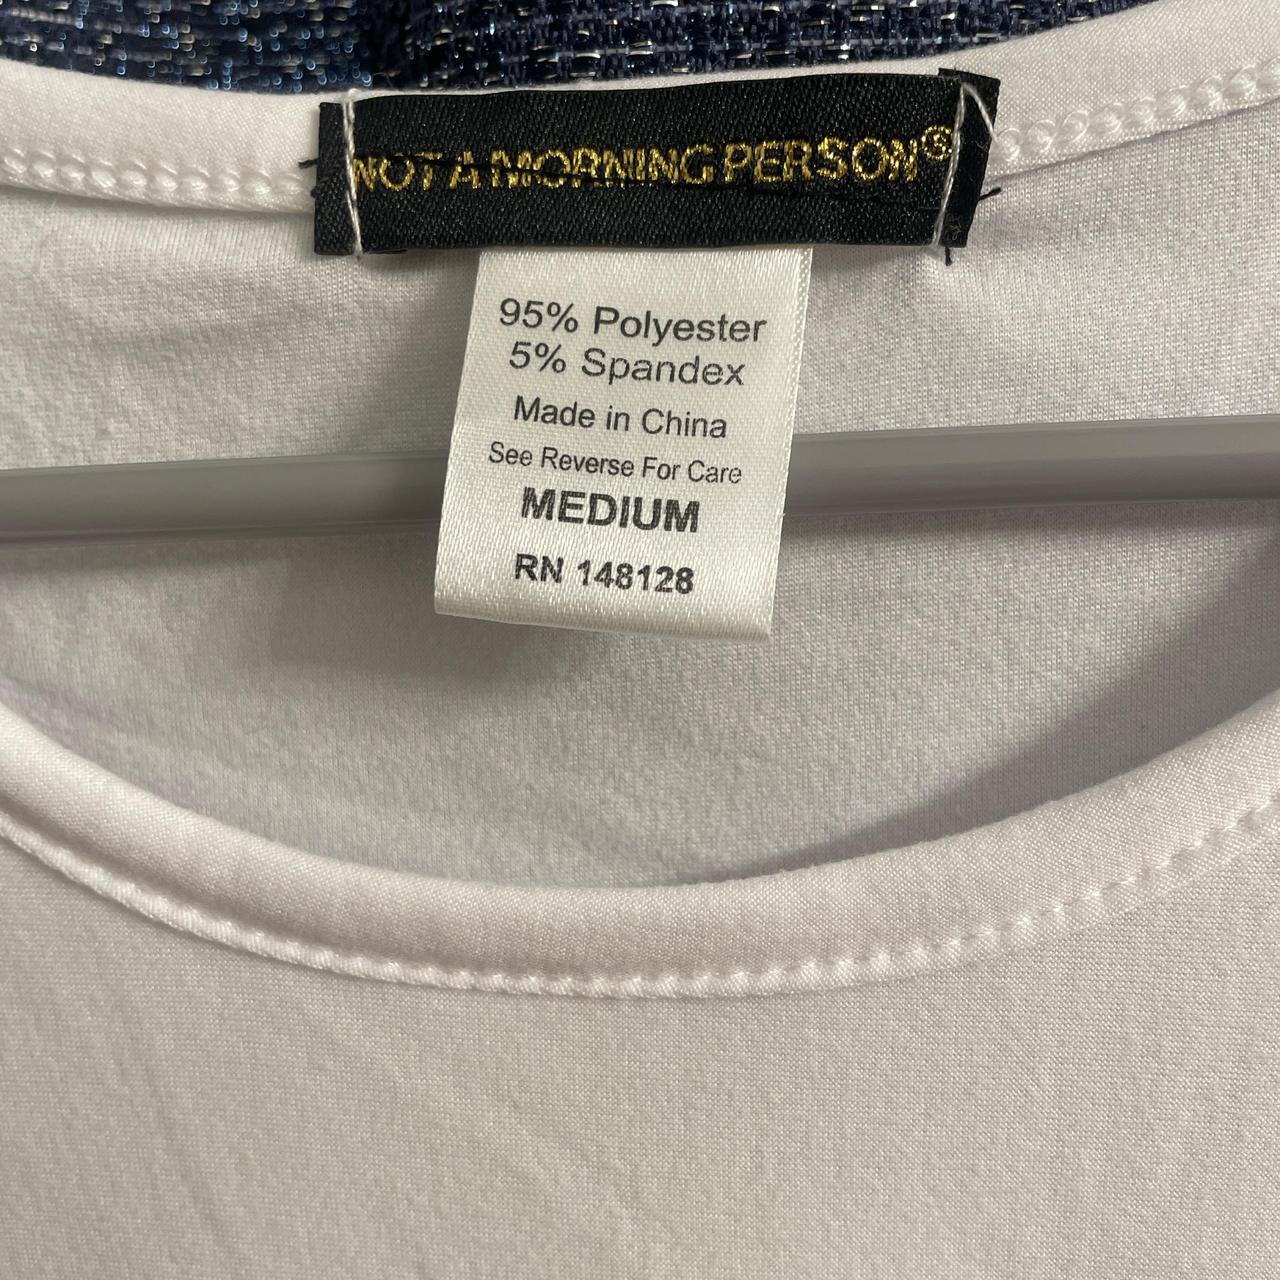 NOT A MORNING PERSON®
95% Polyester
5% Spandex
Made in China
See Reverse For Care
MEDIUM
RN 148128